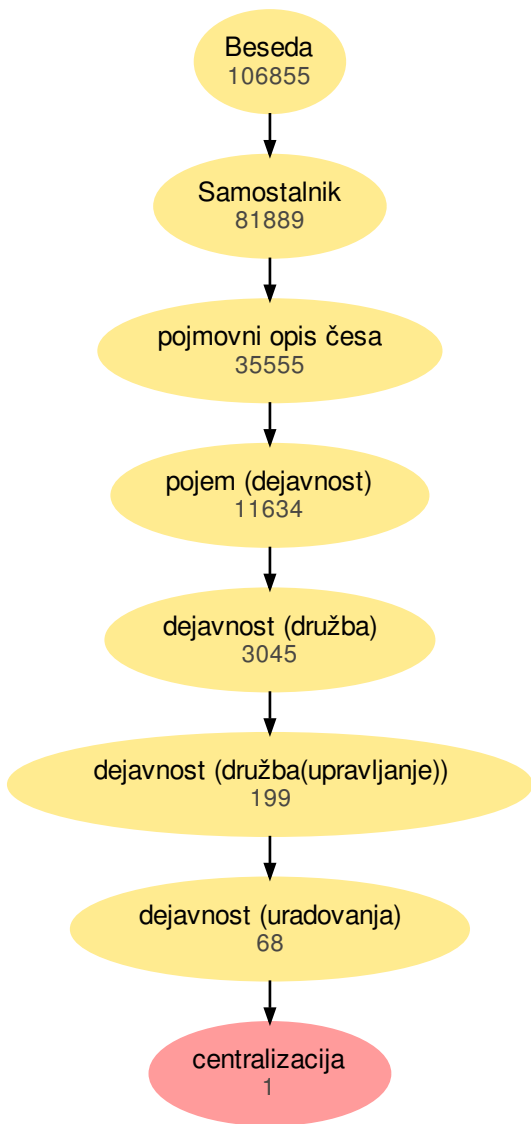 Beseda
106855
Samostalnik
81889
pojmovni opis česa
35555
pojem (dejavnost)
11634
dejavnost (družba)
3045
dejavnost (družba(upravljanje))
199
dejavnost (uradovanja)
68
centralizacija
1